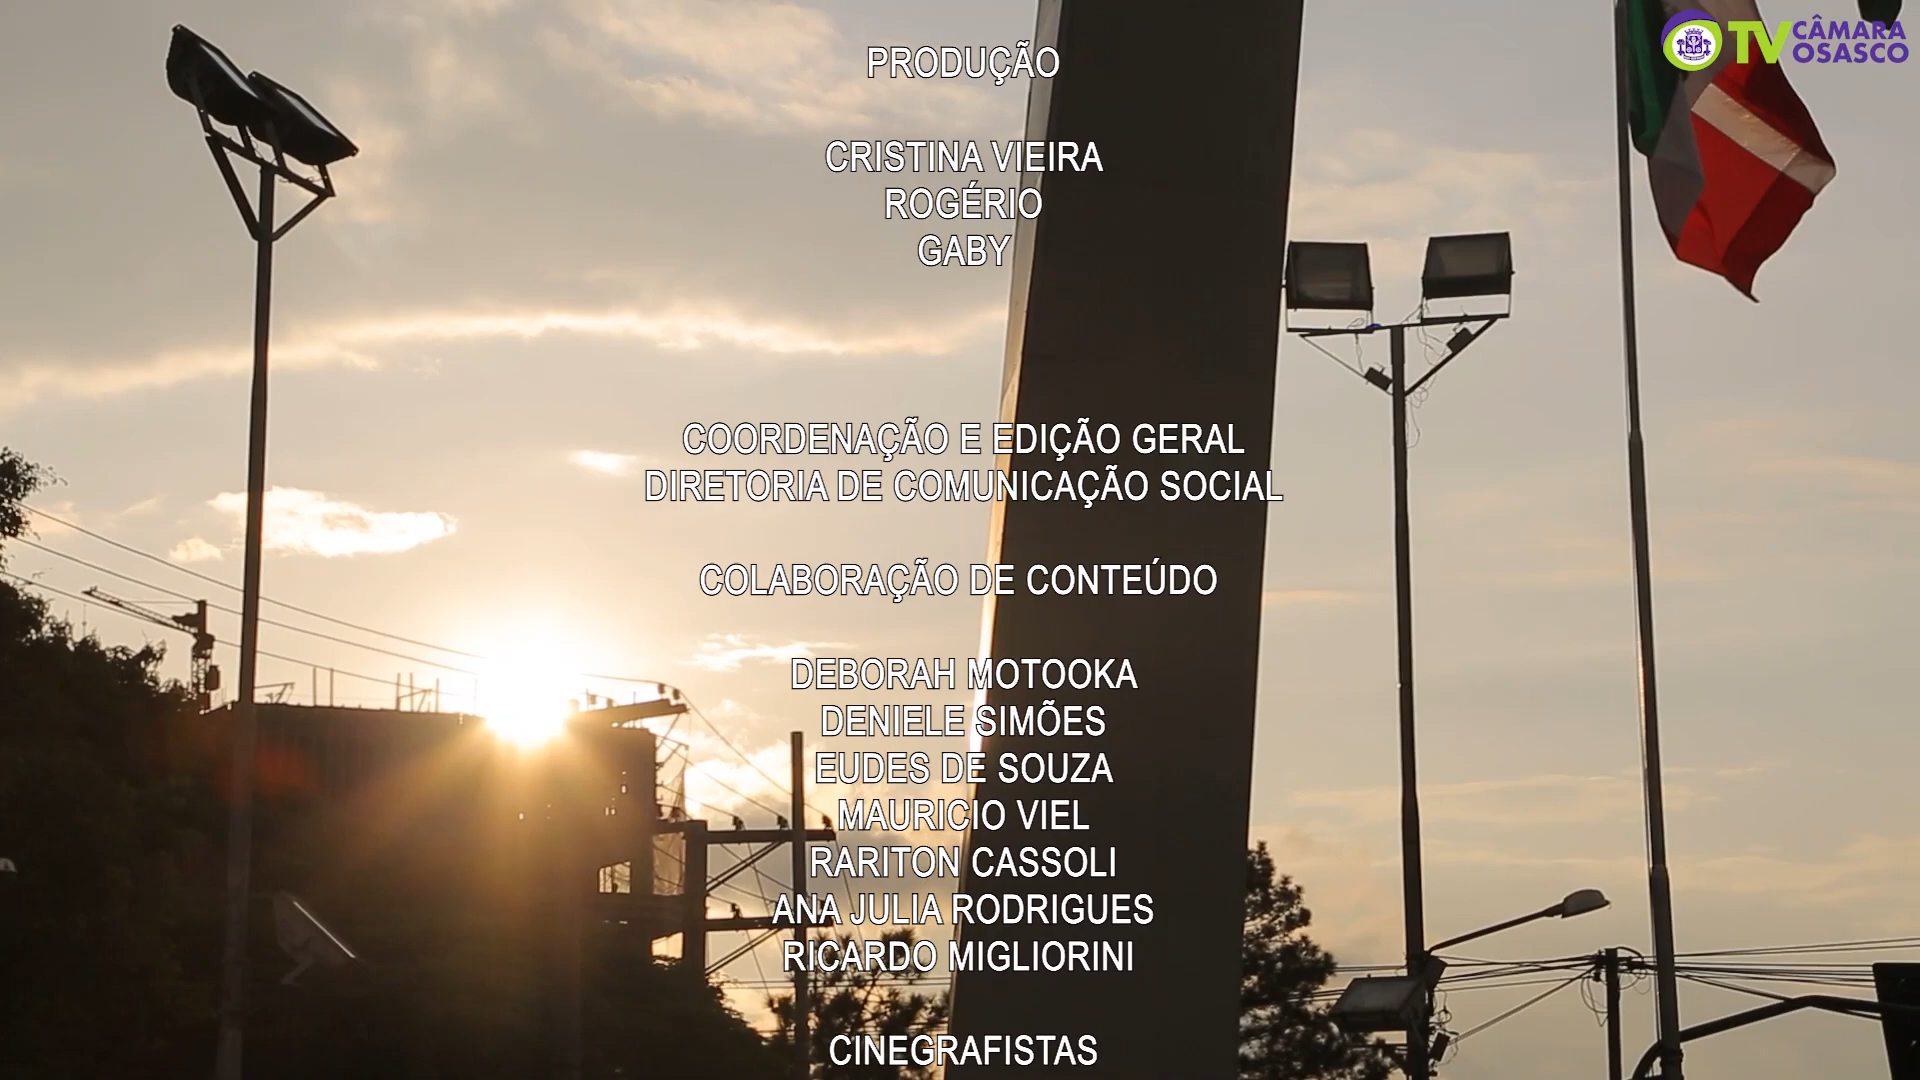 TV CÂMARA
OSASCO
PRODUÇÃO
CRISTINA VIEIRA
ROGÉRIO
GABY
COORDENAÇÃO E EDIÇÃO GERAL
DIRETORIA DE COMUNICAÇÃO SOCIAL
COLABORAÇÃO DE CONTEÚDO
DEBORAH MOTOOKA
DENIELE SIMÕES
EUDES DE SOUZA
MAURICIO VIEL
RARITON CASSOLI
ANA JULIA RODRIGUES
RICARDO MIGLIORINI
CINEGRAFISTAS